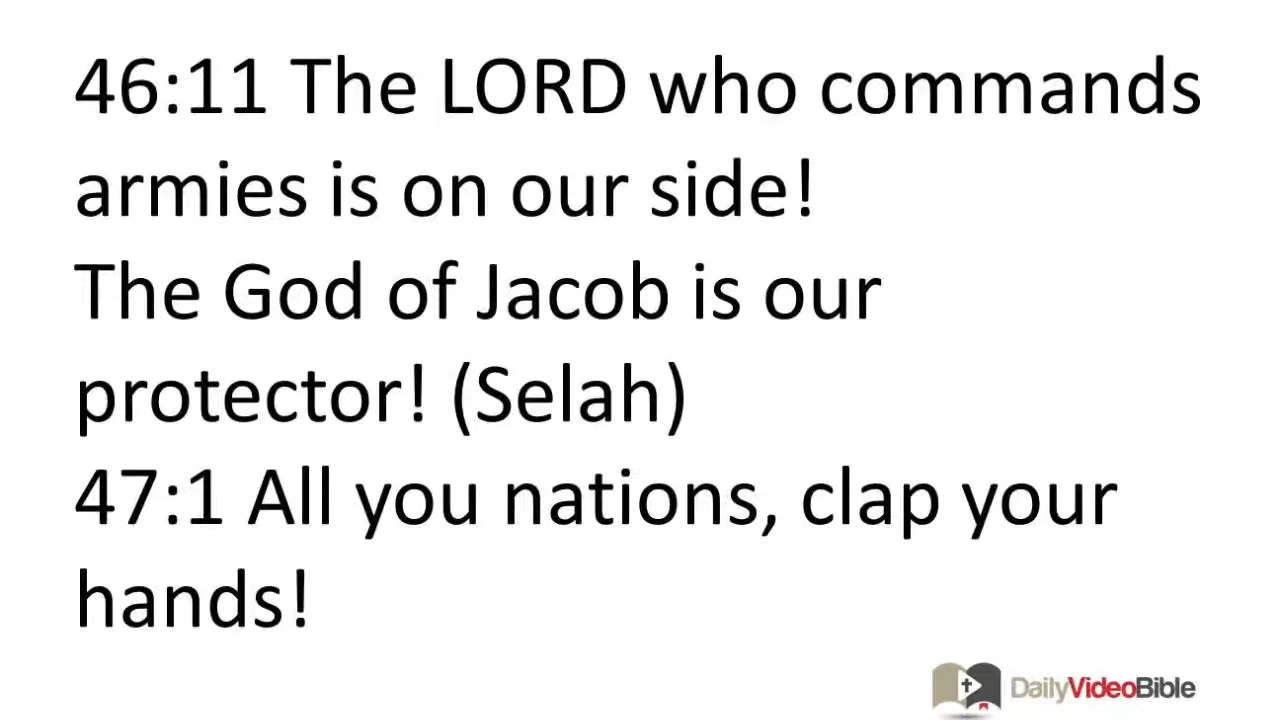 46:11 The LORD who commands
armies is on our side!
The God of Jacob is our
protector! (Selah)
47:1 All you nations, clap your
hands!
DailyVideoBible